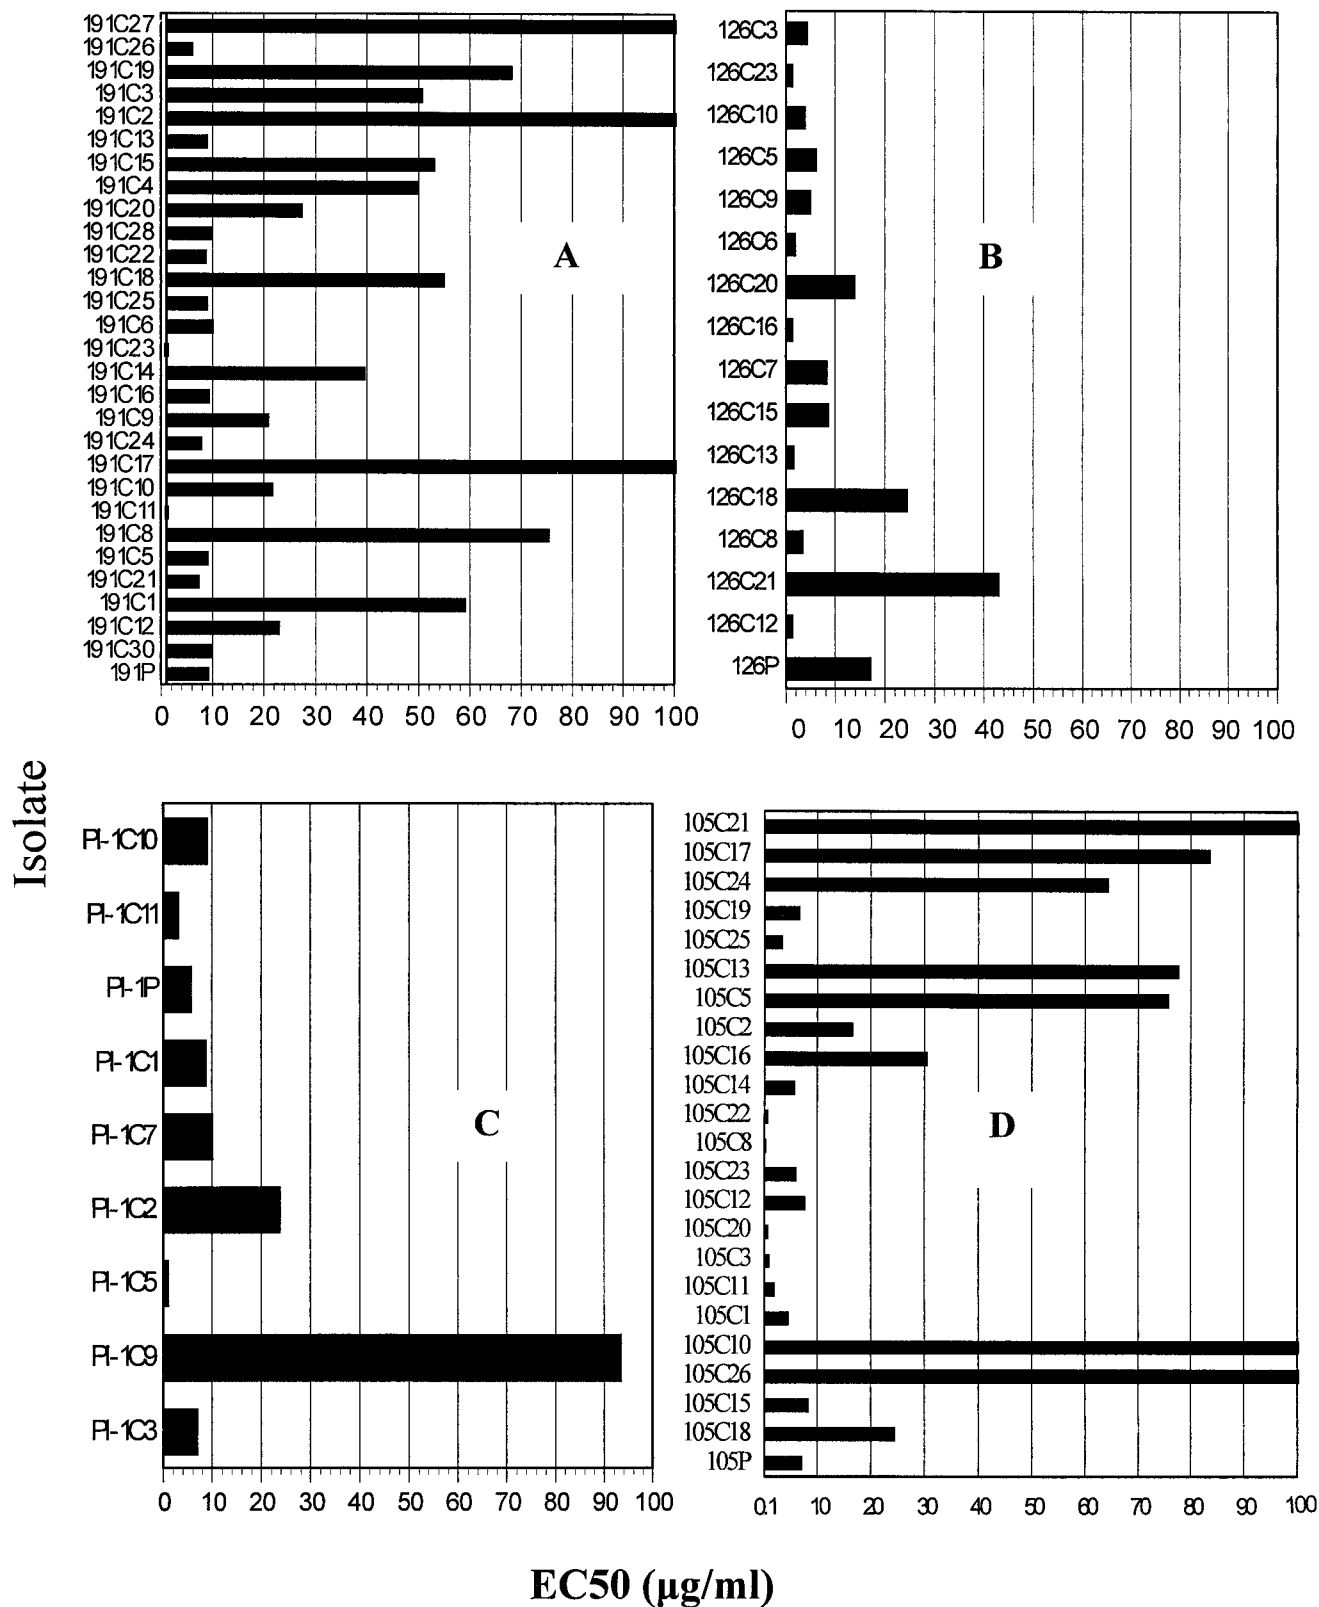 191C27
191C26
191C19
191C3
191C2
191C13
191C15
191C4
191C20
191C28
191C22
191C18
191C25
191C6
191C23
191C14
191C16
191C9
191C24
191C17
191C10
191C11
191C8
191C5
191C21
191C1
191C12
191C30
191P
A
0 10 20 30 40 50 60 70 80 90 100
126C3
126C23
126C10
126C5
126C9
126C6
126C20
126C16
126C7
126C15
126C13
126C18
126C8
126C21
126C12
126P
B
0 10 20 30 40 50 60 70 80 90 100
Isolate
PI-1C10
PI-1C11
PI-1P
PI-1C1
PI-1C7
PI-1C2
PI-1C5
PI-1C9
PI-1C3
C
0 10 20 30 40 50 60 70 80 90 100
105C21
105C17
105C24
105C19
105C25
105C13
105C5
105C2
105C16
105C14
105C22
105C8
105C23
105C12
105C20
105C3
105C11
105C1
105C10
105C26
105C15
105C18
105P
D
0.1 10 20 30 40 50 60 70 80 90 100
EC50 (µg/ml)